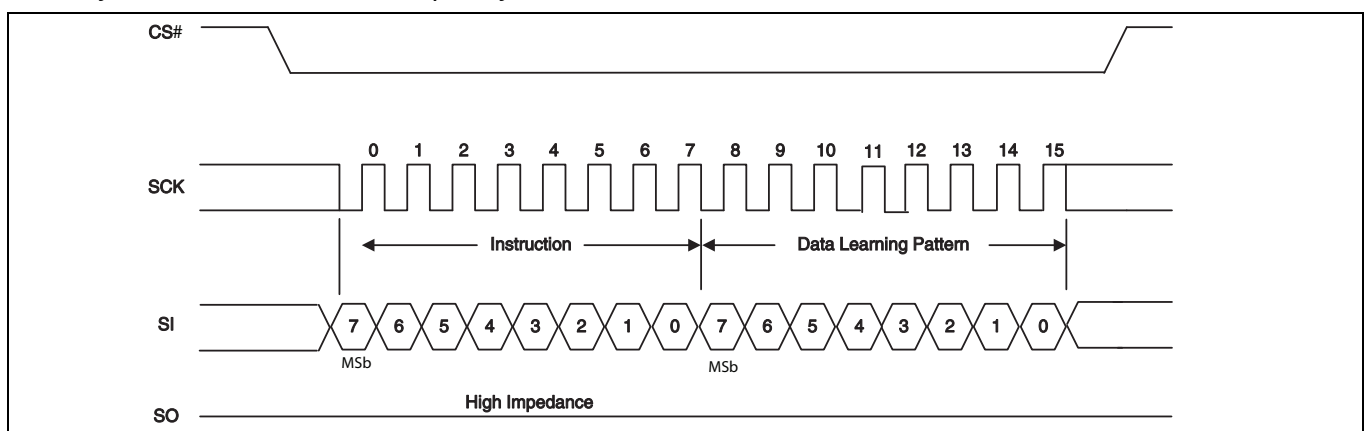 CS#
0 1 2 3 4 5 6 7 8 9 10 11 12 13 14 15
SCK
Instruction Data Learning Pattern
SI 7 6 5 4 3 2 1 0 7 6 5 4 3 2 1 0
MSb MSb
High Impedance
SO